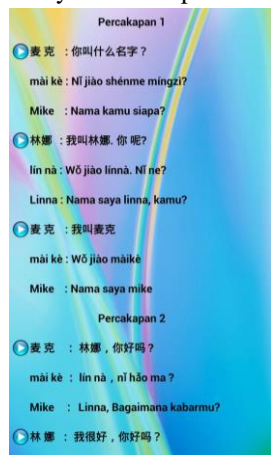 Percakapan 1
麦 克 : 你叫什么名字？
mài kè : Nǐ jiào shénme míngzì?
Mike : Nama kamu siapa?
林娜 : 我叫林娜. 你 呢?
lín nà : Wǒ jiào línnà. Nǐ ne?
Linna : Nama saya linna, kamu?
麦 克 : 我叫麦克
mài kè : Wǒ jiào màikè
Mike : Nama saya mike
Percakapan 2
麦 克 : 林娜，你好吗？
mài kè : lín nà , nǐ hǎo ma ?
Mike : Linna, Bagaimana kabarmu?
林 娜 : 我很好，你好吗？